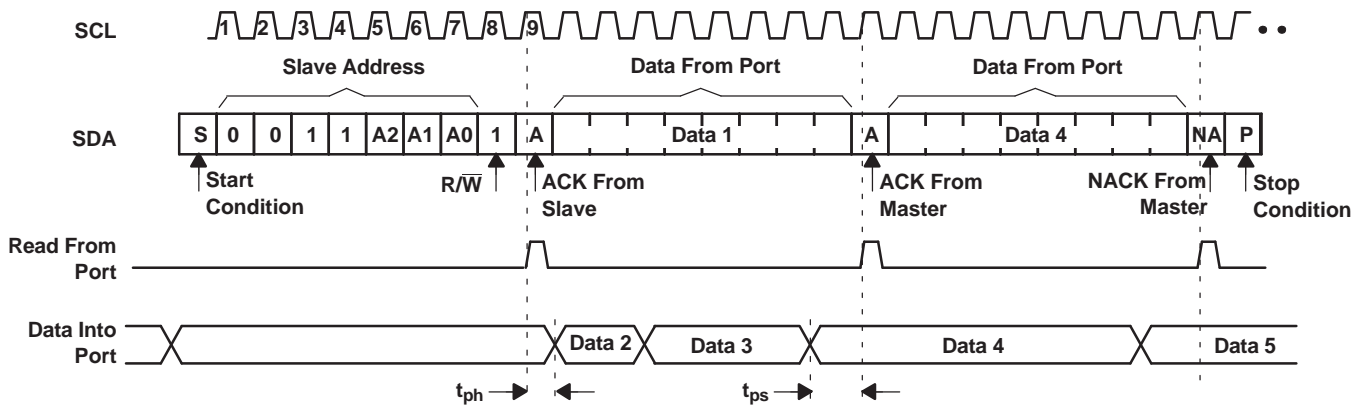 SCL 1 2 3 4 5 6 7 8 9
Slave Address Data From Port Data From Port
SDA S 0 0 1 1 A2 A1 A0 1 A Data 1 A Data 4 NA P
Start
Condition
R/W̅
ACK From
Slave
ACK From
Master
NACK From
Master
Stop
Condition
Read From
Port
Data Into
Port
Data 2 Data 3 Data 4 Data 5
tph tps